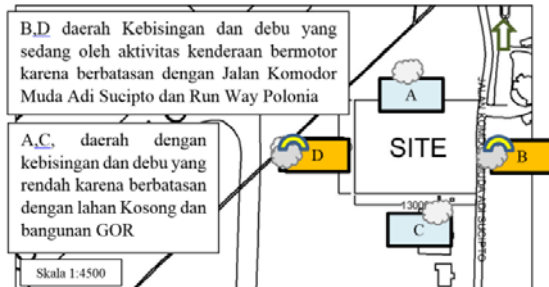 B,D daerah Kebisingan dan debu yang
sedang oleh aktivitas kenderaan bermotor
karena berbatasan dengan Jalan Komodor
Muda Adi Sucipto dan Run Way Polonia
A,C, daerah dengan
kebisingan dan debu yang
rendah karena berbatasan
dengan lahan Kosong dan
bangunan GOR
Skala 1:4500
A
D
SITE
B
C
JALAN KOMODOR MUDA ADI SUCIPTO